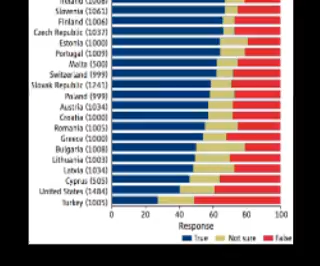 Ireland (1008)
Slovenia (1061)
Finland (1006)
Czech Republic (1037)
Estonia (1000)
Portugal (1009)
Malta (500)
Switzerland (999)
Slovak Republic (1241)
Poland (999)
Austria (1034)
Croatia (1000)
Romania (1005)
Greece (1000)
Bulgaria (1008)
Lithuania (1003)
Latvia (1034)
Cyprus (505)
United States (1484)
Turkey (1005)
0 20 40 60 80 100
Response
True Not sure False